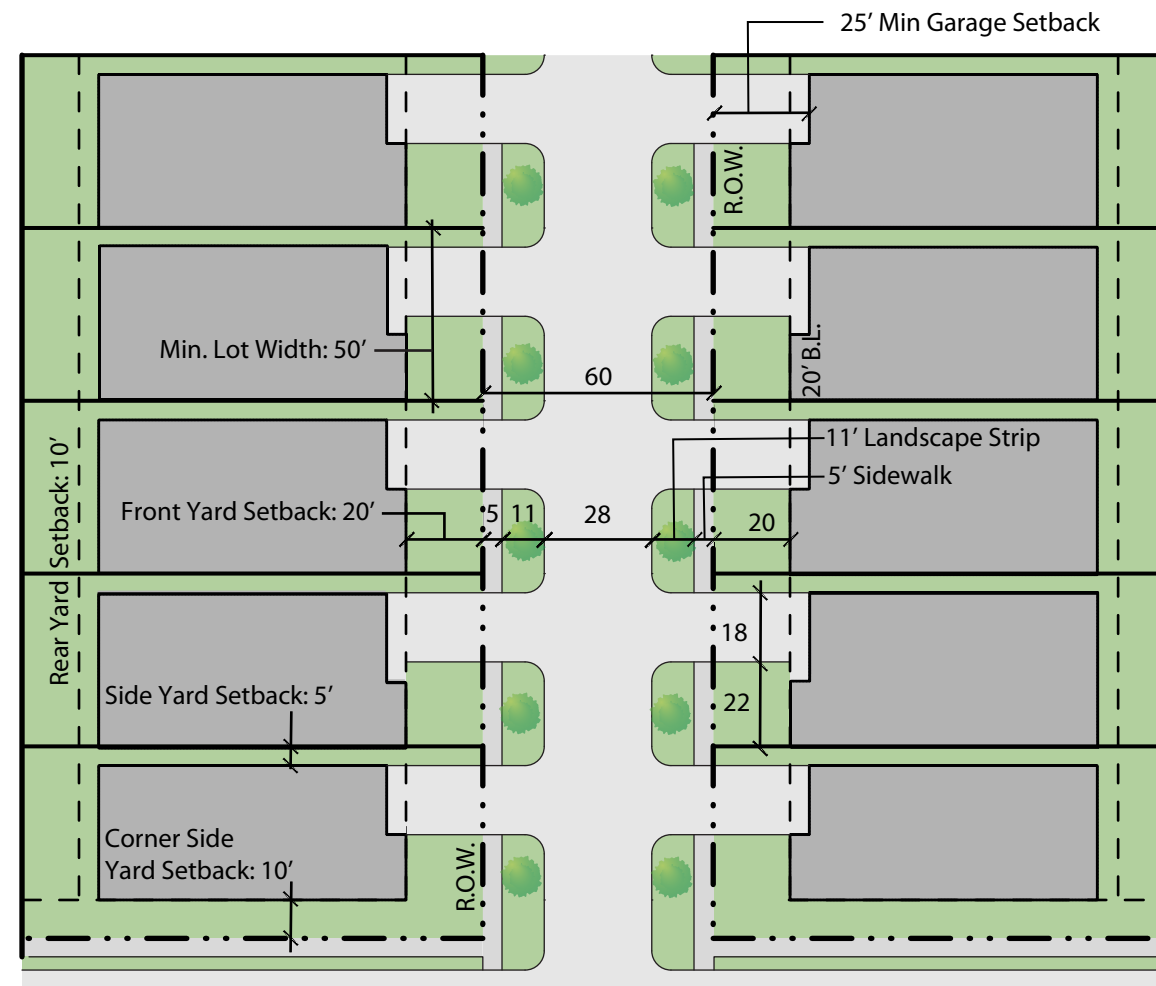 25’ Min Garage Setback
R.O.W.
Min. Lot Width: 50’
20’ B.L.
60
11’ Landscape Strip
5’ Sidewalk
Rear Yard Setback: 10’
Front Yard Setback: 20’
5
11
28
20
18
22
Side Yard Setback: 5’
Corner Side
Yard Setback: 10’
R.O.W.